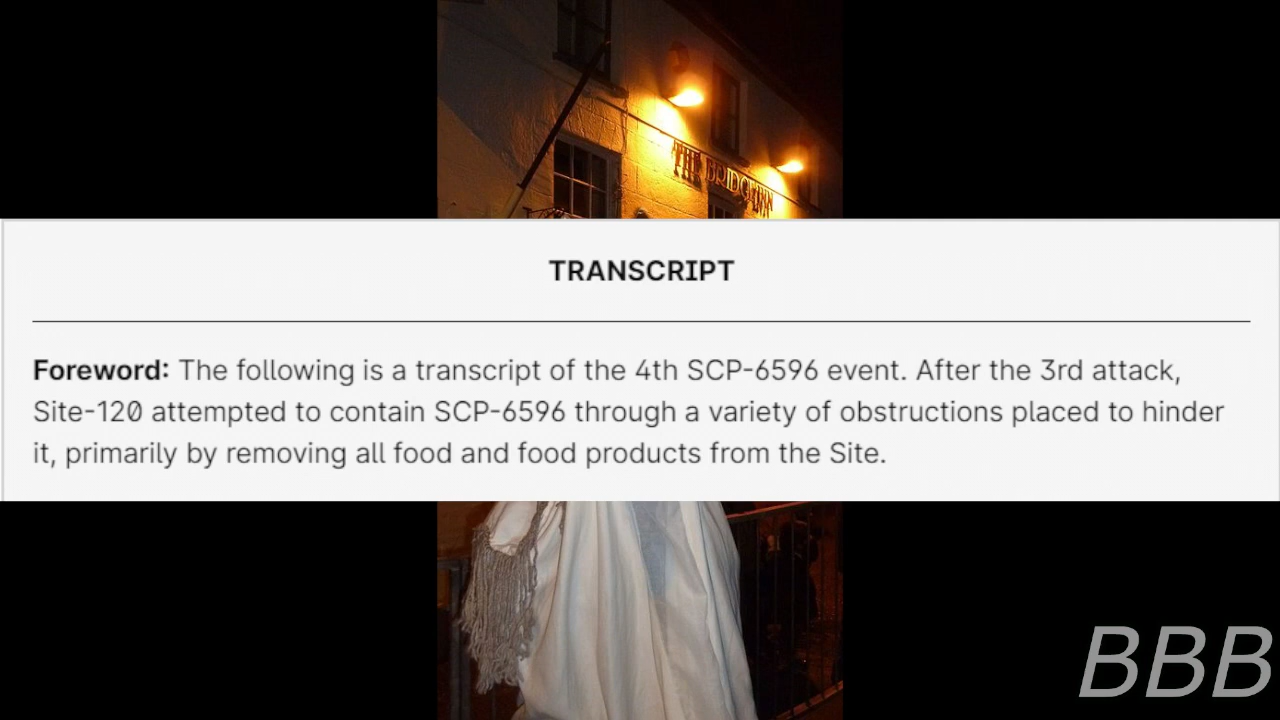 THE BRIDGE INN
TRANSCRIPT
Foreword: The following is a transcript of the 4th SCP-6596 event. After the 3rd attack,
Site-120 attempted to contain SCP-6596 through a variety of obstructions placed to hinder
it, primarily by removing all food and food products from the Site.
BBB